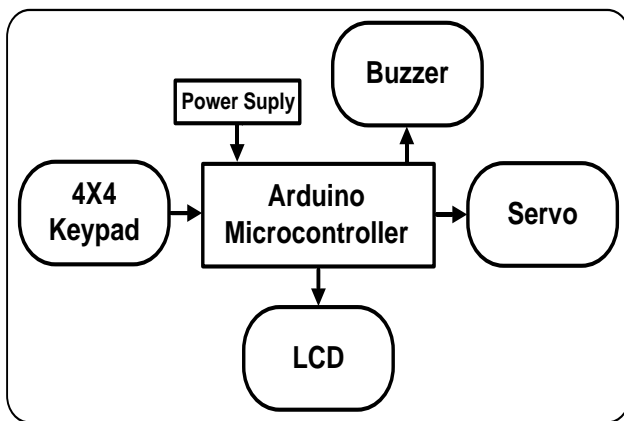 Buzzer
Power Suply
4X4
Keypad
Arduino
Microcontroller
Servo
LCD